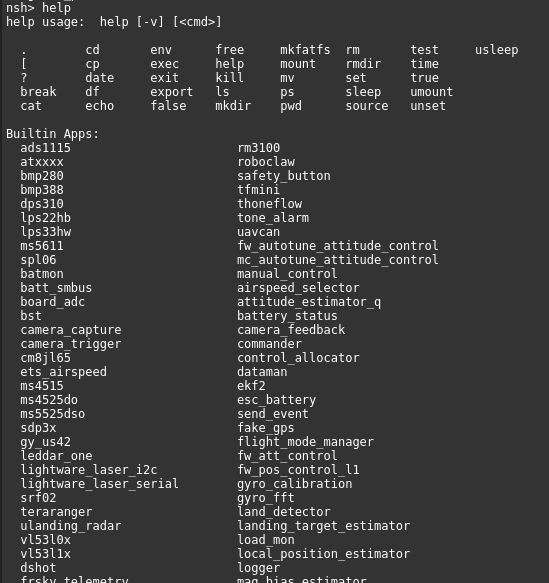 nsh> help
help usage:  help [-v] [<cmd>]
  .        cd       env      free     mkfatfs  rm       test     usleep
  [        cp       exec     help     mount    rmdir    time
  ?        date     exit     kill     mv       set      true
  break    df       export   ls       ps       sleep    umount
  cat      echo     false    mkdir    pwd      source   unset
Builtin Apps:
  ads1115                       rm3100
  atxxxx                        roboclaw
  bmp280                        safety_button
  bmp388                        tfmini
  dps310                        thoneflow
  lps22hb                       tone_alarm
  lps33hw                       uavcan
  ms5611                        fw_autotune_attitude_control
  spl06                         mc_autotune_attitude_control
  batmon                        manual_control
  batt_smbus                    airspeed_selector
  board_adc                     attitude_estimator_q
  bst                           battery_status
  camera_capture                camera_feedback
  camera_trigger                commander
  cm8jl65                       control_allocator
  ets_airspeed                  dataman
  ms4515                        ekf2
  ms4525do                      esc_battery
  ms5525dso                     send_event
  sdp3x                         fake_gps
  gy_us42                       flight_mode_manager
  leddar_one                    fw_att_control
  lightware_laser_i2c           fw_pos_control_l1
  lightware_laser_serial        gyro_calibration
  srf02                         gyro_fft
  teraranger                    land_detector
  ulanding_radar                landing_target_estimator
  vl53l0x                       load_mon
  vl53l1x                       local_position_estimator
  dshot                         logger
  frsky_telemetry               mag_bias_estimator